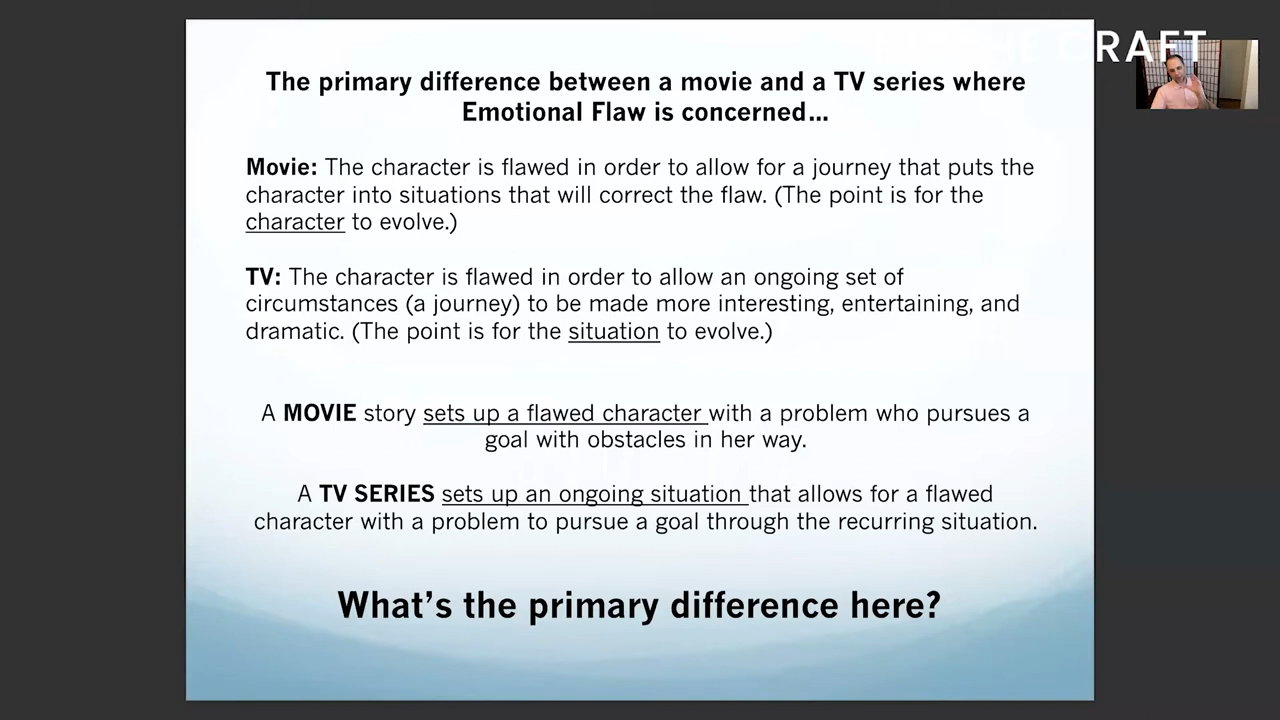 The primary difference between a movie and a TV series where
Emotional Flaw is concerned...
Movie: The character is flawed in order to allow for a journey that puts the
character into situations that will correct the flaw. (The point is for the
character to evolve.)
TV: The character is flawed in order to allow an ongoing set of
circumstances (a journey) to be made more interesting, entertaining, and
dramatic. (The point is for the situation to evolve.)
A MOVIE story sets up a flawed character with a problem who pursues a
goal with obstacles in her way.
A TV SERIES sets up an ongoing situation that allows for a flawed
character with a problem to pursue a goal through the recurring situation.
What's the primary difference here?